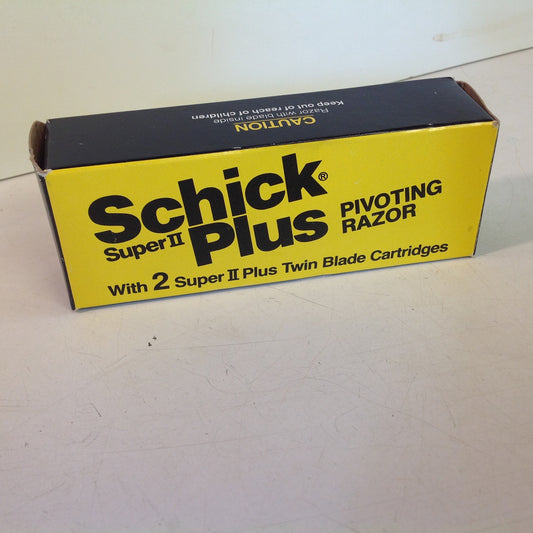 CAUTION
Razor with blade inside
Keep out of reach of children
Schick®
Super II Plus
PIVOTING
RAZOR
With 2 Super II Plus Twin Blade Cartridges